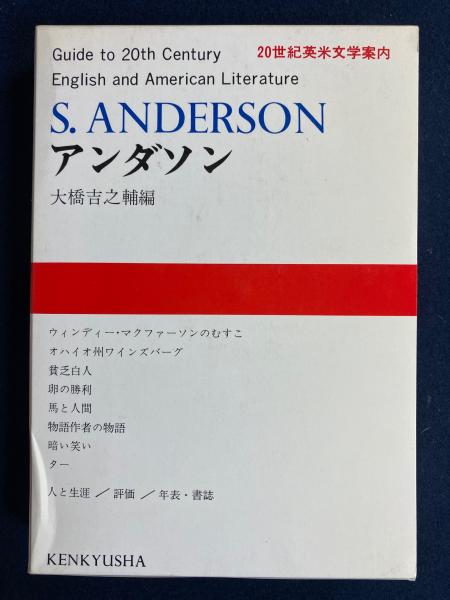 Guide to 20th Century 20世紀英米文学案内
English and American Literature
S. ANDERSON
アンダソン
大橋吉之輔編
ウィンディー・マクファーソンのむすこ
オハイオ州ワインズバーグ
貧乏白人
卵の勝利
馬と人間
物語作者の物語
暗い笑い
ター
人と生涯／評価／年表・書誌
KENKYUSHA